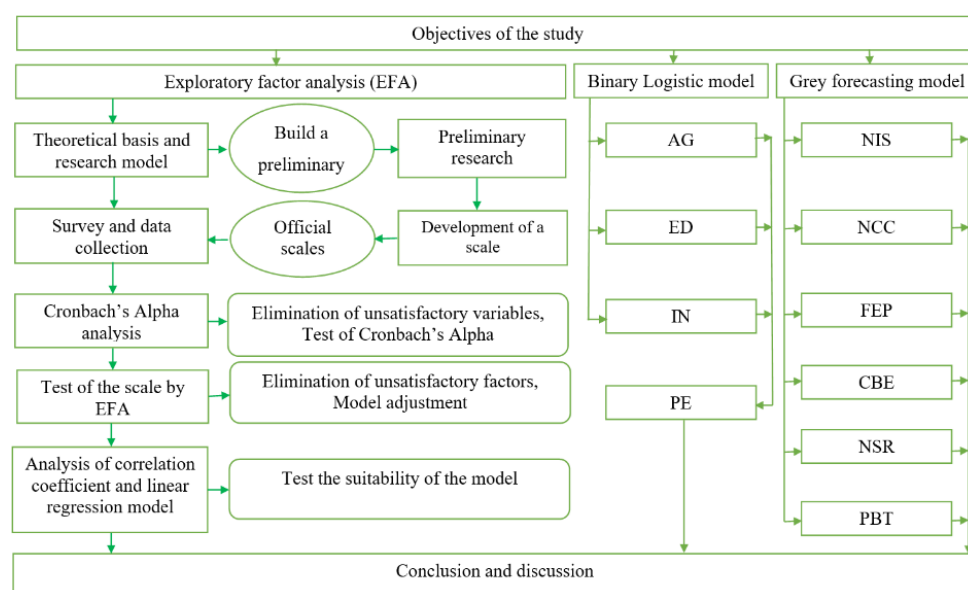 Objectives of the study
Exploratory factor analysis (EFA)
Binary Logistic model
Grey forecasting model
Theoretical basis and
research model
Build a
preliminary
Preliminary
research
Survey and data
collection
Official
scales
Development of a
scale
Cronbach's Alpha
analysis
Elimination of unsatisfactory variables,
Test of Cronbach's Alpha
Test of the scale by
EFA
Elimination of unsatisfactory factors,
Model adjustment
Analysis of correlation
coefficient and linear
regression model
Test the suitability of the model
AG
ED
IN
PE
NIS
NCC
FEP
CBE
NSR
PBT
Conclusion and discussion